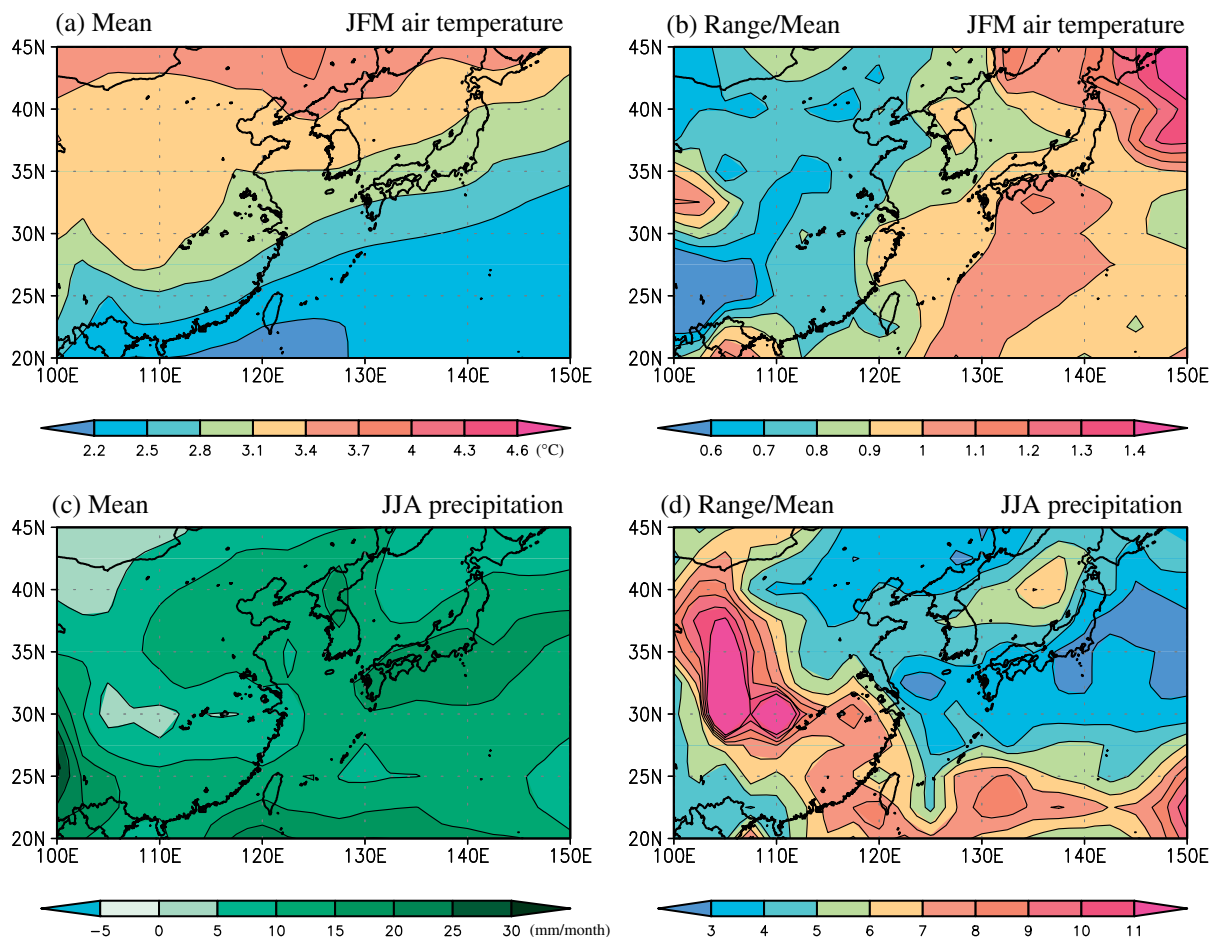 (a) Mean JFM air temperature
45N
40N
35N
30N
25N
20N
100E 110E 120E 130E 140E 150E
2.2 2.5 2.8 3.1 3.4 3.7 4 4.3 4.6 (°C)
(b) Range/Mean JFM air temperature
45N
40N
35N
30N
25N
20N
100E 110E 120E 130E 140E 150E
0.6 0.7 0.8 0.9 1 1.1 1.2 1.3 1.4
(c) Mean JJA precipitation
45N
40N
35N
30N
25N
20N
100E 110E 120E 130E 140E 150E
−5 0 5 10 15 20 25 30 (mm/month)
(d) Range/Mean JJA precipitation
45N
40N
35N
30N
25N
20N
100E 110E 120E 130E 140E 150E
3 4 5 6 7 8 9 10 11